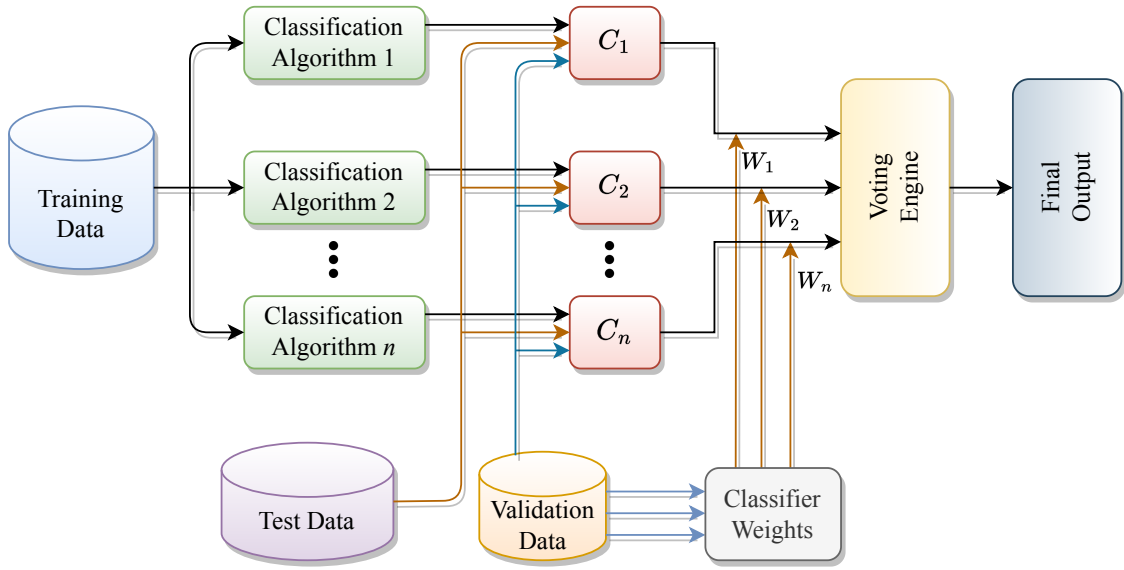 Classification
Algorithm 1
C₁
Training
Data
Classification
Algorithm 2
C₂
Classification
Algorithm n
Cₙ
W₁
W₂
Wₙ
Voting
Engine
Final
Output
Test Data
Validation
Data
Classifier
Weights